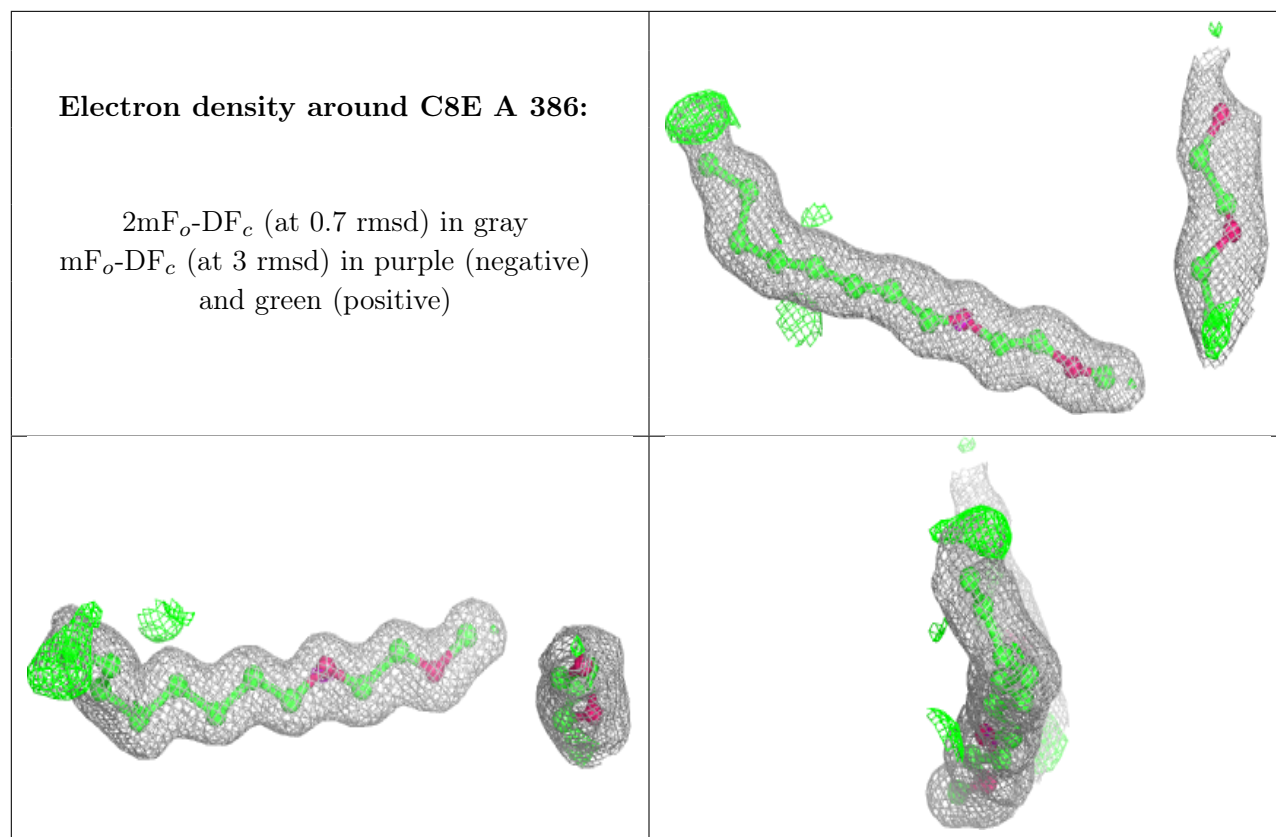 Electron density around C8E A 386:
2mFₒ-DF𝒸 (at 0.7 rmsd) in gray
mFₒ-DF𝒸 (at 3 rmsd) in purple (negative)
and green (positive)